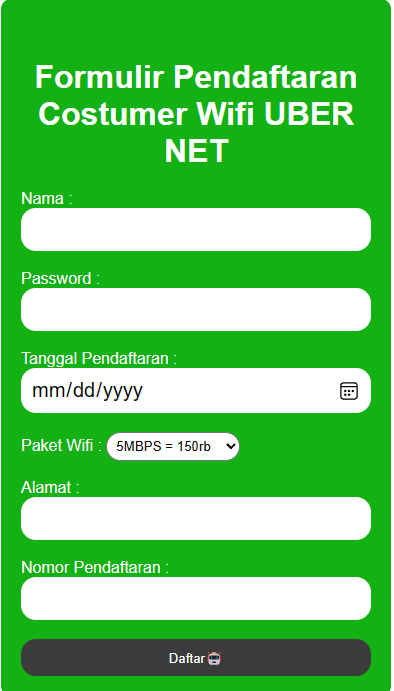 Formulir Pendaftaran
Costumer Wifi UBER
NET
Nama :
Password :
Tanggal Pendaftaran :
mm/dd/yyyy
Paket Wifi : 5MBPS = 150rb
Alamat :
Nomor Pendaftaran :
Daftar